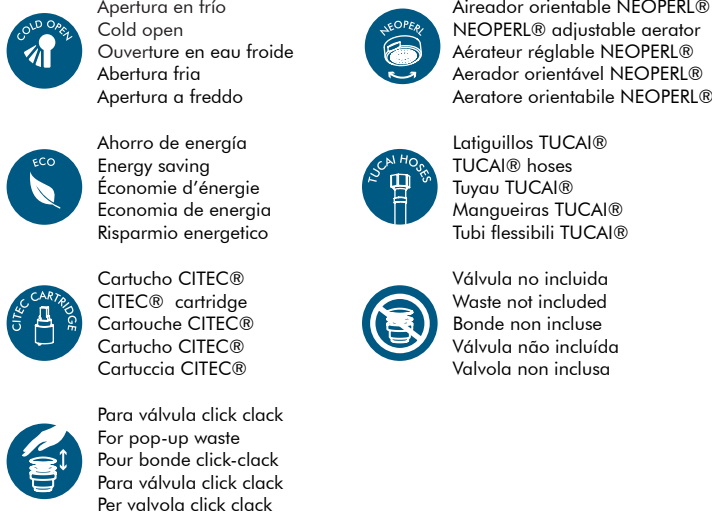 COLD OPEN
Apertura en frío
Cold open
Ouverture en eau froide
Abertura fria
Apertura a freddo
NEOPERL
Aireador orientable NEOPERL®
NEOPERL® adjustable aerator
Aérateur réglable NEOPERL®
Aerador orientável NEOPERL®
Aeratore orientabile NEOPERL®
ECO
Ahorro de energía
Energy saving
Économie d’énergie
Economia de energia
Risparmio energetico
TUCAI HOSES
Latiguillos TUCAI®
TUCAI® hoses
Tuyau TUCAI®
Mangueiras TUCAI®
Tubi flessibili TUCAI®
CITEC CARTRIDGE
Cartucho CITEC®
CITEC®  cartridge
Cartouche CITEC®
Cartucho CITEC®
Cartuccia CITEC®
Válvula no incluida
Waste not included
Bonde non incluse
Válvula não incluída
Valvola non inclusa
Para válvula click clack
For pop-up waste
Pour bonde click-clack
Para válvula click clack
Per valvola click clack